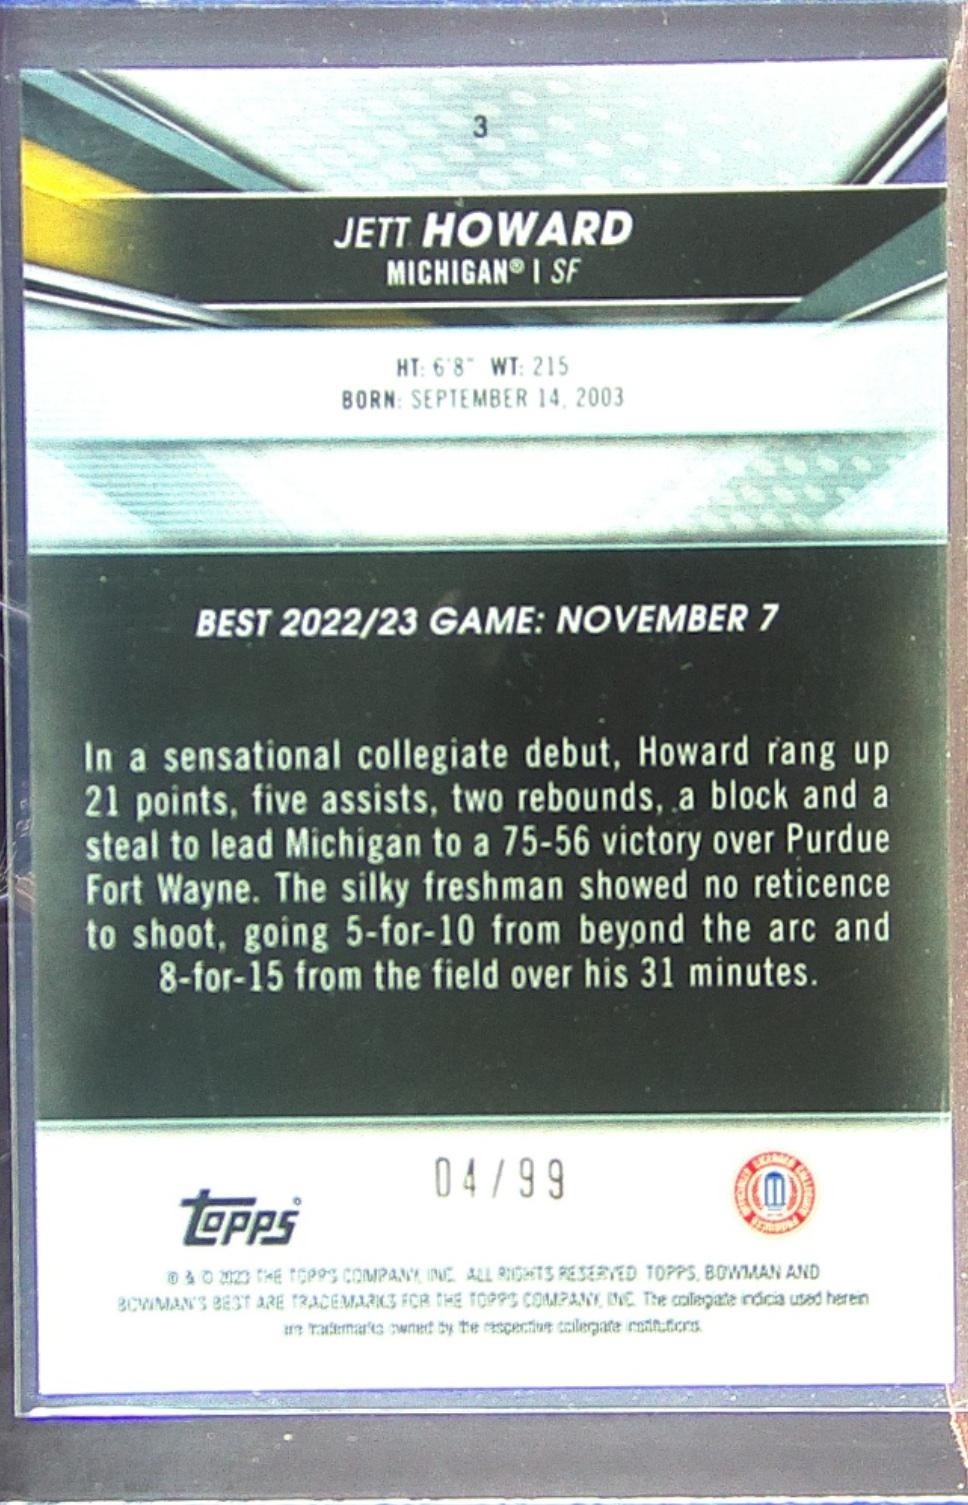 3
JETT HOWARD
MICHIGAN® | SF
HT: 6'8" WT: 215
BORN: SEPTEMBER 14, 2003
BEST 2022/23 GAME: NOVEMBER 7
In a sensational collegiate debut, Howard rang up
21 points, five assists, two rebounds, a block and a
steal to lead Michigan to a 75-56 victory over Purdue
Fort Wayne. The silky freshman showed no reticence
to shoot, going 5-for-10 from beyond the arc and
8-for-15 from the field over his 31 minutes.
04/99
OFFICIALLY LICENSED COLLEGIATE PRODUCTS
Topps®
® & © 2023 THE TOPPS COMPANY, INC. ALL RIGHTS RESERVED. TOPPS, BOWMAN AND
BOWMAN'S BEST ARE TRADEMARKS FOR THE TOPPS COMPANY, INC. The collegiate indicia used herein
are trademarks owned by the respective collegiate institutions.